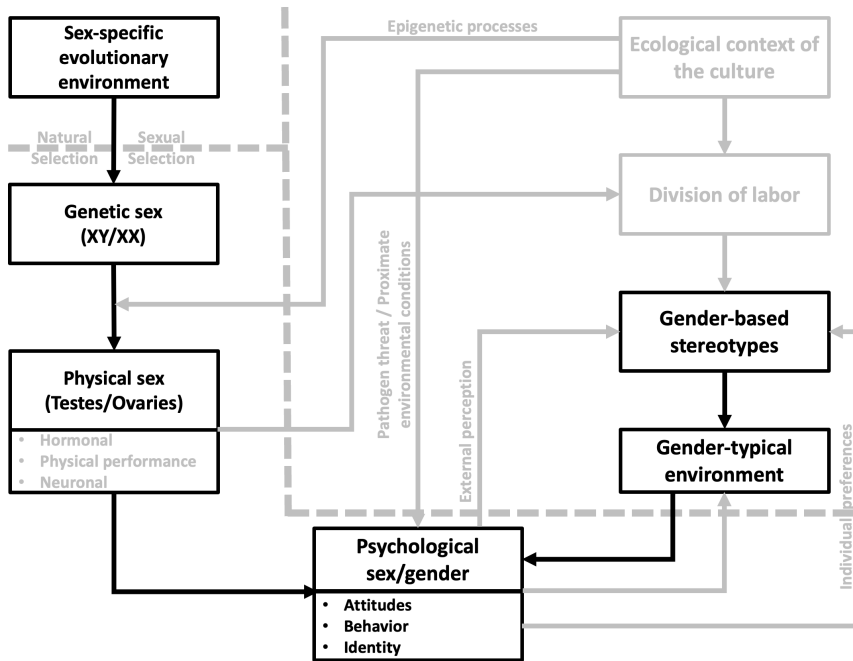 Sex-specific
evolutionary
environment
Epigenetic processes
Ecological context of
the culture
Natural
Selection
Sexual
Selection
Genetic sex
(XY/XX)
Division of labor
Pathogen threat / Proximate
environmental conditions
Gender-based
stereotypes
Physical sex
(Testes/Ovaries)
• Hormonal
• Physical performance
• Neuronal
External perception
Gender-typical
environment
Individual preferences
Psychological
sex/gender
• Attitudes
• Behavior
• Identity